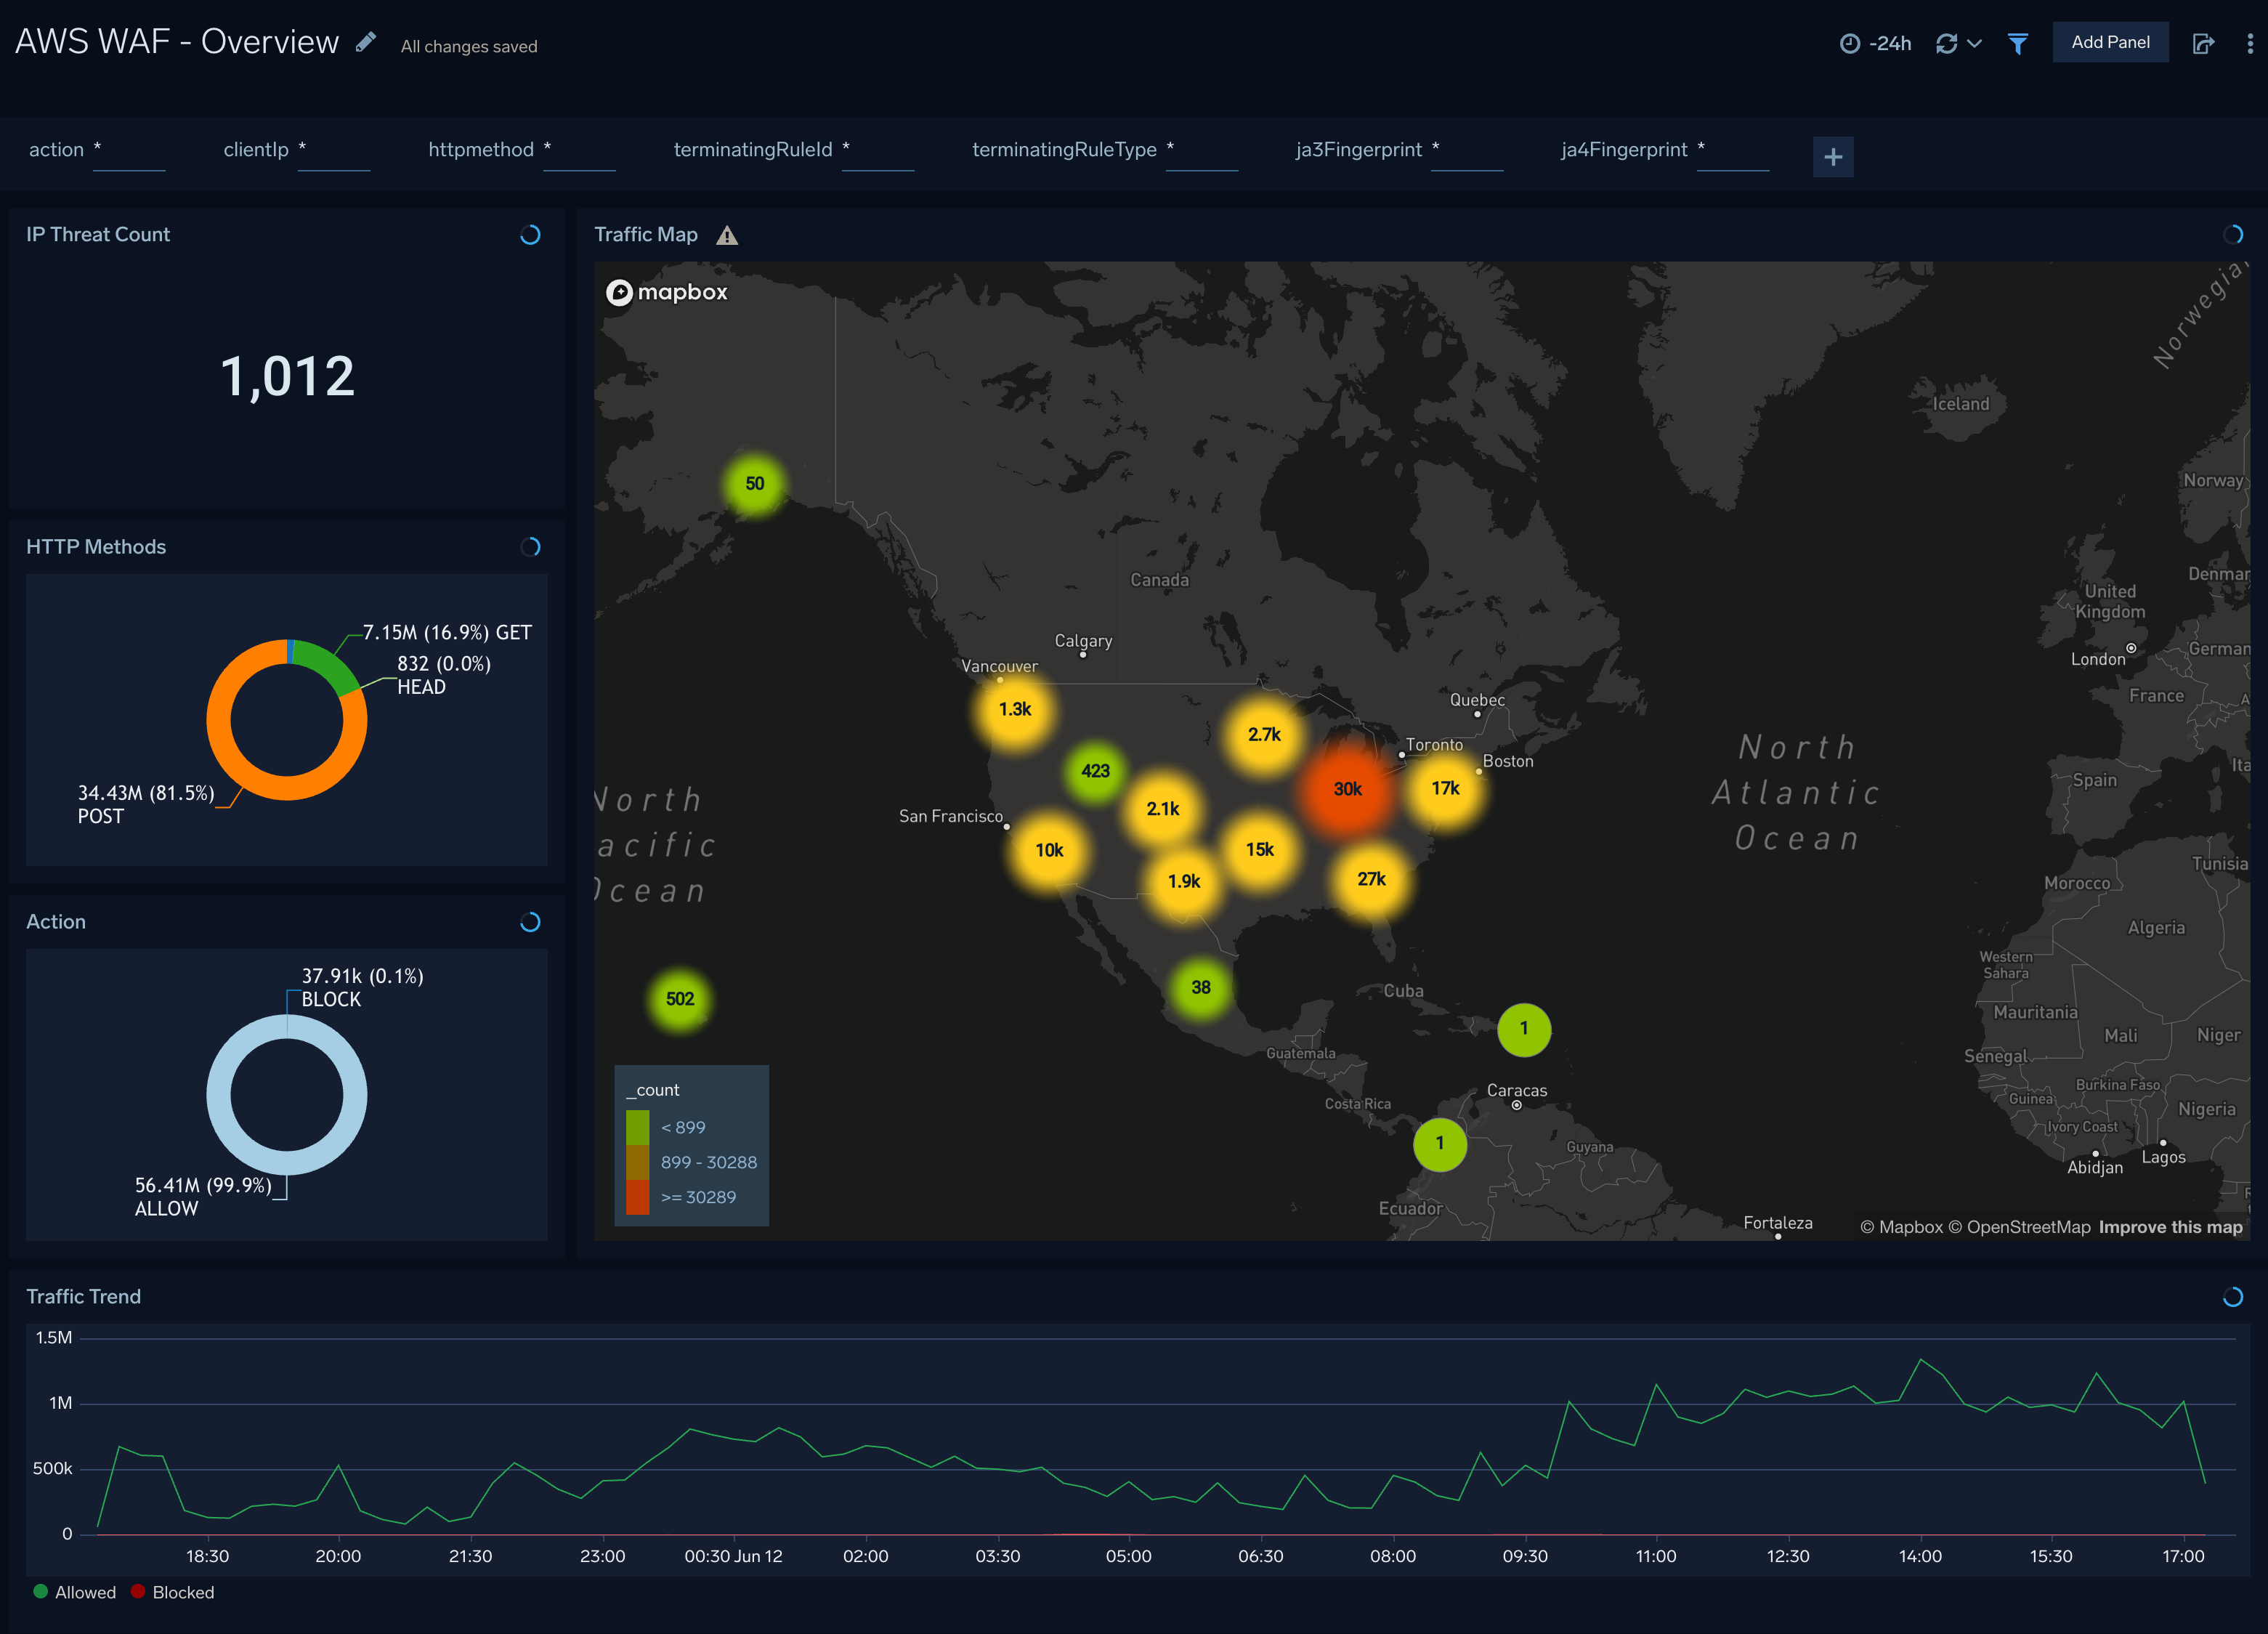 AWS WAF - Overview
All changes saved
-24h
Add Panel
action *
clientIp *
httpmethod *
terminatingRuleId *
terminatingRuleType *
ja3Fingerprint *
ja4Fingerprint *
IP Threat Count
1,012
HTTP Methods
7.15M (16.9%) GET
832 (0.0%)
HEAD
34.43M (81.5%)
POST
Action
37.91k (0.1%)
BLOCK
56.41M (99.9%)
ALLOW
Traffic Map
mapbox
Norwegian
Iceland
Norway
50
Canada
Denmar
United
Kingdom
Calgary
London
German
Vancouver
France
1.3k
Quebec
2.7k
Toronto
Boston
North
Atlantic
Ocean
423
30k
17k
Ita
Spain
2.1k
San Francisco
North
acific
Ocean
10k
15k
1.9k
27k
Tunisia
Morocco
Algeria
Western
Sahara
502
38
Cuba
1
Mauritania
Mali
Niger
Guatemala
Senegal
Caracas
Burkina Faso
Costa Rica
Guinea
Nigeria
1
Guyana
Ivory Coast
Lagos
Abidjan
Ecuador
Fortaleza
_count
< 899
899 - 30288
>= 30289
© Mapbox © OpenStreetMap Improve this map
Traffic Trend
1.5M
1M
500k
0
18:30
20:00
21:30
23:00
00:30 Jun 12
02:00
03:30
05:00
06:30
08:00
09:30
11:00
12:30
14:00
15:30
17:00
Allowed
Blocked